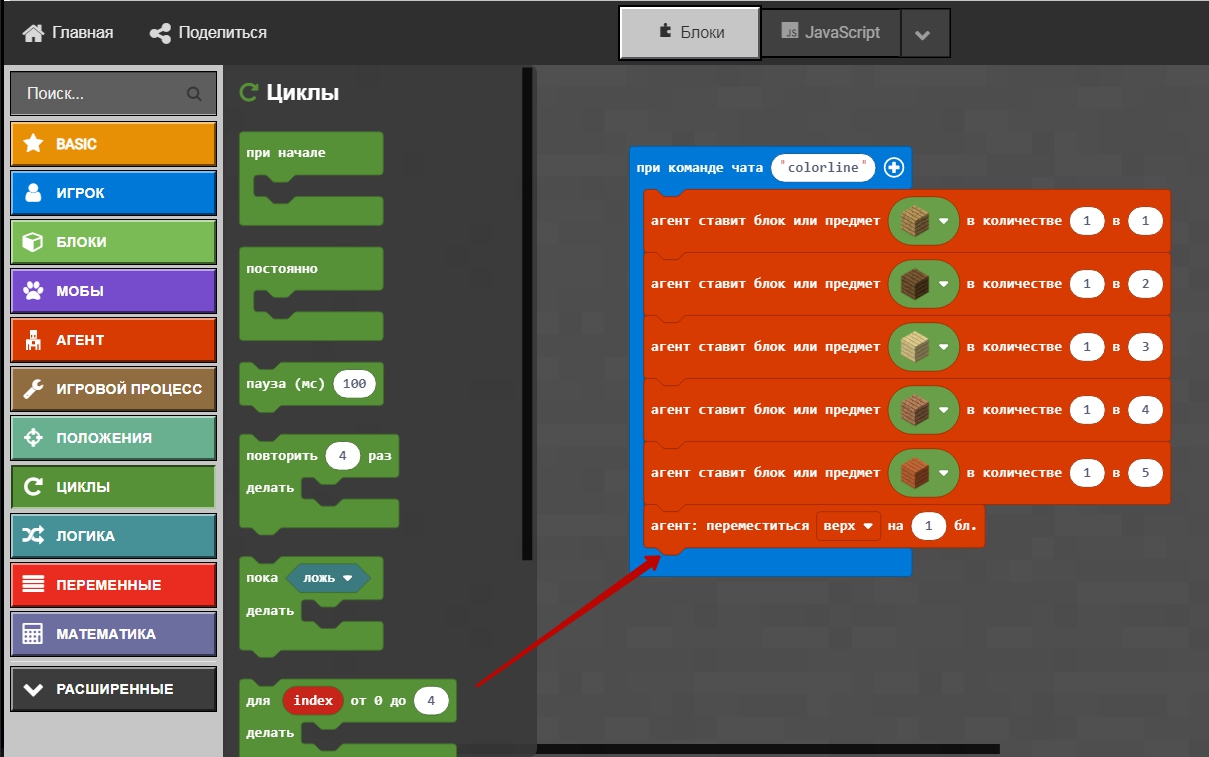 Главная
Поделиться
Блоки
JS JavaScript
Поиск...
BASIC
ИГРОК
БЛОКИ
МОБЫ
АГЕНТ
ИГРОВОЙ ПРОЦЕСС
ПОЛОЖЕНИЯ
ЦИКЛЫ
ЛОГИКА
ПЕРЕМЕННЫЕ
МАТЕМАТИКА
РАСШИРЕННЫЕ
Циклы
при начале
постоянно
пауза (мс) 100
повторить 4 раз
делать
пока ложь
делать
для index от 0 до 4
делать
при команде чата "colorline"
агент ставит блок или предмет в количестве 1 в 1
агент ставит блок или предмет в количестве 1 в 2
агент ставит блок или предмет в количестве 1 в 3
агент ставит блок или предмет в количестве 1 в 4
агент ставит блок или предмет в количестве 1 в 5
агент: переместиться верх на 1 бл.